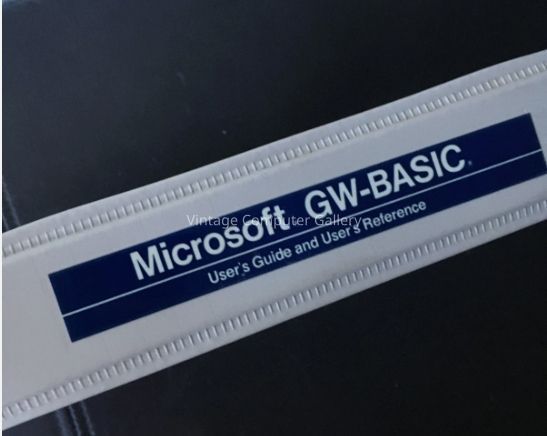 Microsoft GW-BASIC®
User's Guide and User's Reference
Vintage Computer Gallery